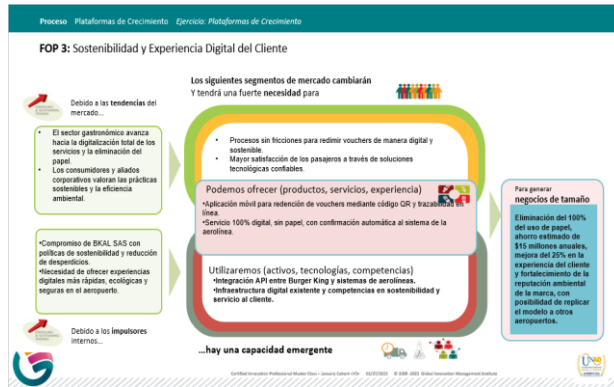 Proceso Plataformas de Crecimiento Ejercicio: Plataformas de Crecimiento
FOP 3: Sostenibilidad y Experiencia Digital del Cliente
Los siguientes segmentos de mercado cambiarán
Y tendrá una fuerte necesidad para
Debido a las tendencias del
mercado...
• El sector gastronómico avanza
hacia la digitalización total de los
servicios y la eliminación del
papel.
• Los consumidores y aliados
corporativos valoran las prácticas
sostenibles y la eficiencia
ambiental.
• Procesos sin fricciones para redimir vouchers de manera digital y
sostenible.
• Mayor satisfacción de los pasajeros a través de soluciones
tecnológicas confiables.
Podemos ofrecer (productos, servicios, experiencia)
•Aplicación móvil para redención de vouchers mediante código QR y trazabilidad en
línea.
•Servicio 100% digital, sin papel, con confirmación automática al sistema de la
aerolínea.
Para generar
negocios de tamaño
Eliminación del 100%
del uso de papel,
ahorro estimado de
$15 millones anuales,
mejora del 25% en la
experiencia del cliente
y fortalecimiento de la
reputación ambiental
de la marca, con
posibilidad de replicar
el modelo a otros
aeropuertos.
•Compromiso de BKAL SAS con
políticas de sostenibilidad y reducción
de desperdicios.
•Necesidad de ofrecer experiencias
digitales más rápidas, ecológicas y
seguras en el aeropuerto.
Utilizaremos (activos, tecnologías, competencias)
•Integración API entre Burger King y sistemas de aerolíneas.
•Infraestructura digital existente y competencias en sostenibilidad y
servicio al cliente.
Debido a los impulsores
internos...
...hay una capacidad emergente